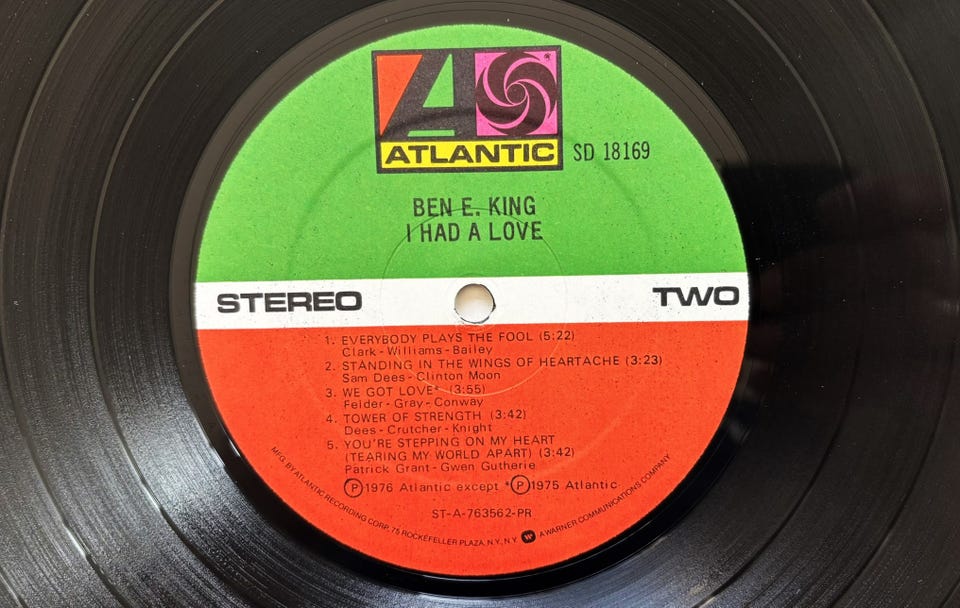 ATLANTIC
SD 18169
BEN E. KING
I HAD A LOVE
STEREO
TWO
1. EVERYBODY PLAYS THE FOOL (5:22)
Clark - Williams - Bailey
2. STANDING IN THE WINGS OF HEARTACHE (3:23)
Sam Dees - Clinton Moon
3. WE GOT LOVE* (3:55)
Felder - Gray - Conway
4. TOWER OF STRENGTH (3:42)
Dees - Crutcher - Knight
5. YOU'RE STEPPING ON MY HEART
(TEARING MY WORLD APART) (3:42)
Patrick Grant - Gwen Gutherie
Ⓟ 1976 Atlantic except * Ⓟ 1975 Atlantic
ST-A-763562-PR
MFG. BY ATLANTIC RECORDING CORP. 75 ROCKEFELLER PLAZA, N.Y., N.Y. A WARNER COMMUNICATIONS COMPANY